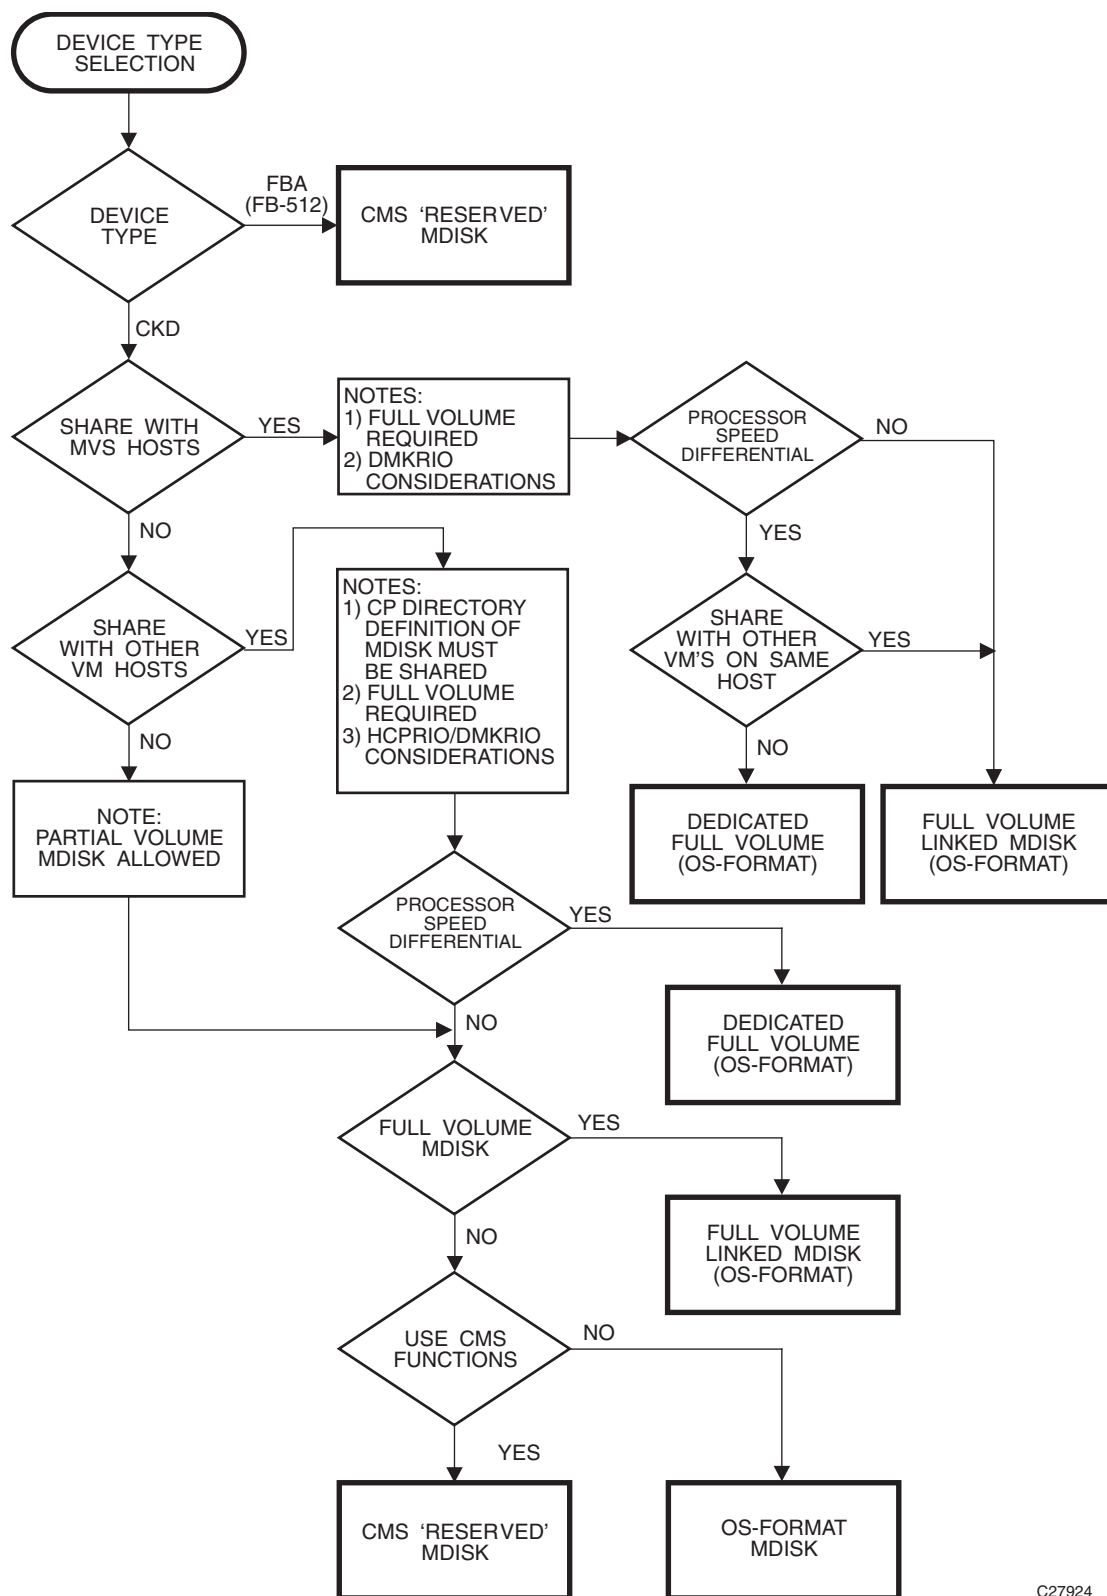 DEVICE TYPE
SELECTION
DEVICE
TYPE
FBA
(FB-512)
CMS 'RESERVED'
MDISK
CKD
SHARE WITH
MVS HOSTS
YES
NOTES:
1) FULL VOLUME
REQUIRED
2) DMKRIO
CONSIDERATIONS
PROCESSOR
SPEED
DIFFERENTIAL
NO
NO
YES
SHARE
WITH OTHER
VM HOSTS
YES
NOTES:
1) CP DIRECTORY
DEFINITION OF
MDISK MUST
BE SHARED
2) FULL VOLUME
REQUIRED
3) HCPRIO/DMKRIO
CONSIDERATIONS
SHARE
WITH OTHER
VM'S ON SAME
HOST
YES
NO
NO
NOTE:
PARTIAL VOLUME
MDISK ALLOWED
DEDICATED
FULL VOLUME
(OS-FORMAT)
FULL VOLUME
LINKED MDISK
(OS-FORMAT)
PROCESSOR
SPEED
DIFFERENTIAL
YES
NO
DEDICATED
FULL VOLUME
(OS-FORMAT)
FULL VOLUME
MDISK
YES
NO
FULL VOLUME
LINKED MDISK
(OS-FORMAT)
USE CMS
FUNCTIONS
NO
YES
CMS 'RESERVED'
MDISK
OS-FORMAT
MDISK
C27924